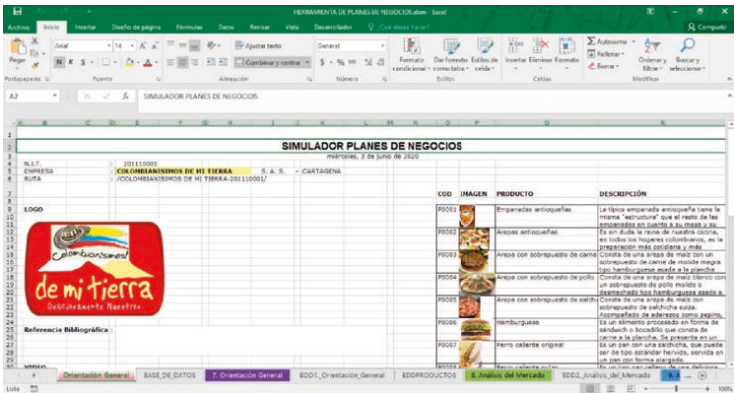 HERRAMIENTA DE PLANES DE NEGOCIOS.xlsm - Excel
Archivo Inicio Insertar Diseño de página Fórmulas Datos Revisar Vista Desarrollador ¿Qué desea hacer? Compartir
Pegar
Arial 14
N K S
Ajustar texto
Combinar y centrar
General
$ % 000
Formato condicional
Dar formato como tabla
Estilos de celda
Insertar Eliminar Formato
Autosuma
Rellenar
Borrar
Ordenar y filtrar
Buscar y seleccionar
Portapapeles Fuente Alineación Número Estilos Celdas Modificar
A2 SIMULADOR PLANES DE NEGOCIOS
SIMULADOR PLANES DE NEGOCIOS
miércoles, 3 de junio de 2020
N.I.T. : 201110001
EMPRESA : COLOMBIANISIMOS DE MI TIERRA S. A. S. - CARTAGENA
RUTA : /COLOMBIANISIMOS DE MI TIERRA-201110001/
COD IMAGEN PRODUCTO DESCRIPCIÓN
LOGO
Colombianisimos!
de mi tierra
Deliciosamente Nuestros
Referencia Bibliográfica :
VIDEO
P0001 Empanadas antioqueñas La típica empanada antioqueña tiene la
misma "estructura" que el resto de las
empanadas en cuanto a su masa y su
P0002 Arepas antioqueñas Es sin duda la reina de nuestra cocina,
en todos los hogares colombianos, es la
preparación más cotidiana y más
P0003 Arepa con sobrepuesto de carne Consta de una arepa de maíz con un
sobrepuesto de carne de molida magra
tipo hamburguesa asada a la plancha
P0004 Arepa con sobrepuesto de pollo Consta de una arepa de maíz blanco con
un sobrepuesto de pollo molido o
desmechado tipo hamburguesa asado a
P0005 Arepa con sobrepuesto de salchi Consta de una arepa de maíz con
sobrepuesto de salchicha suiza.
Acompañado de aderezos como pepino,
P0006 Hamburguesa Es un alimento procesado en forma de
sándwich o bocadillo que consta de
carne a la plancha. Se presenta en un
P0007 Perro caliente original Es un pan con una salchicha, que puede
ser de tipo estándar hervida, servida en
un pan con forma alargada.
Orientación General BASE_DE_DATOS 7. Orientación General BDD1_Orientación_General BDDPRODUCTOS 8. Análisis del Mercado BDD2_Análisis_del_Mercado 9. A ...
Listo 100%